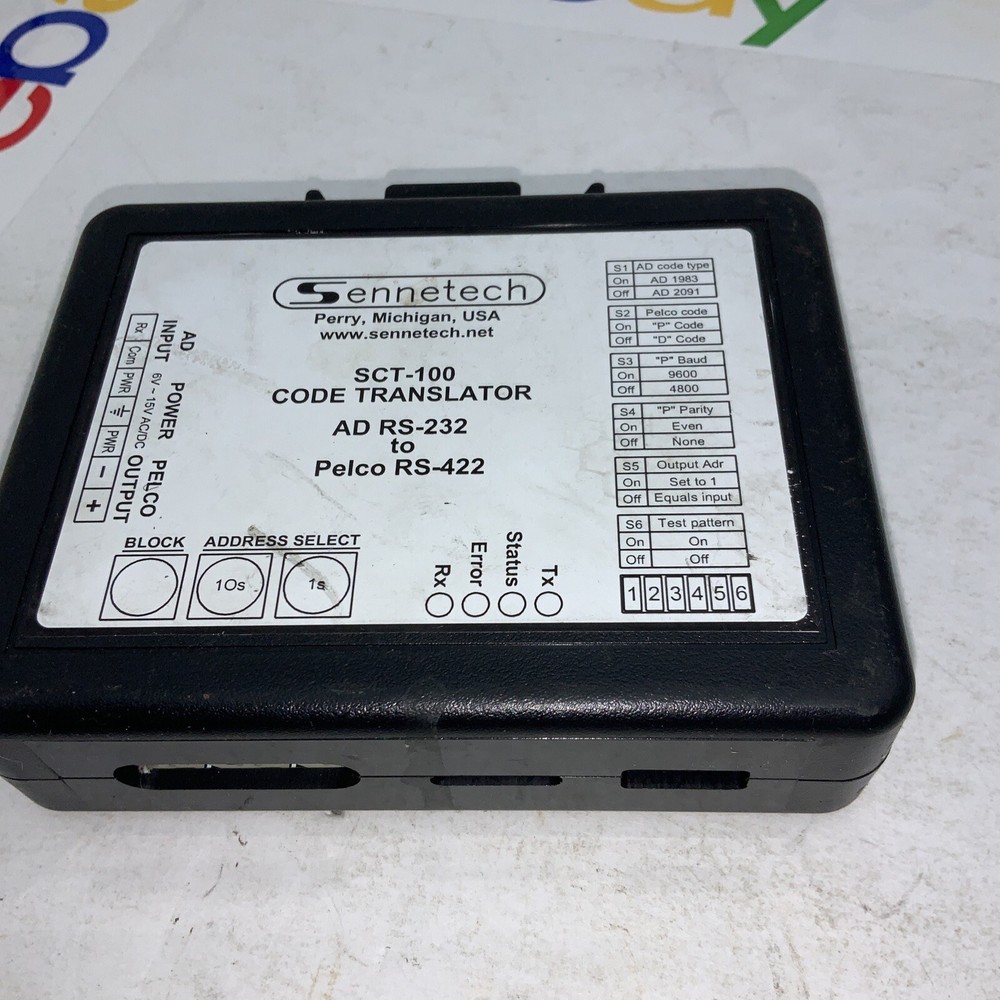 ebay
Sennetech
Perry, Michigan, USA
www.sennetech.net
SCT-100
CODE TRANSLATOR
AD RS-232
to
Pelco RS-422
AD POWER PELCO
INPUT 6V ~ 15V AC/DC OUTPUT
Rx Com PWR PWR − +
BLOCK ADDRESS SELECT
10s 1s
Rx Error Status Tx
S1 AD code type
On AD 1983
Off AD 2091
S2 Pelco code
On "P" Code
Off "D" Code
S3 "P" Baud
On 9600
Off 4800
S4 "P" Parity
On Even
Off None
S5 Output Adr
On Set to 1
Off Equals input
S6 Test pattern
On On
Off Off
1 2 3 4 5 6